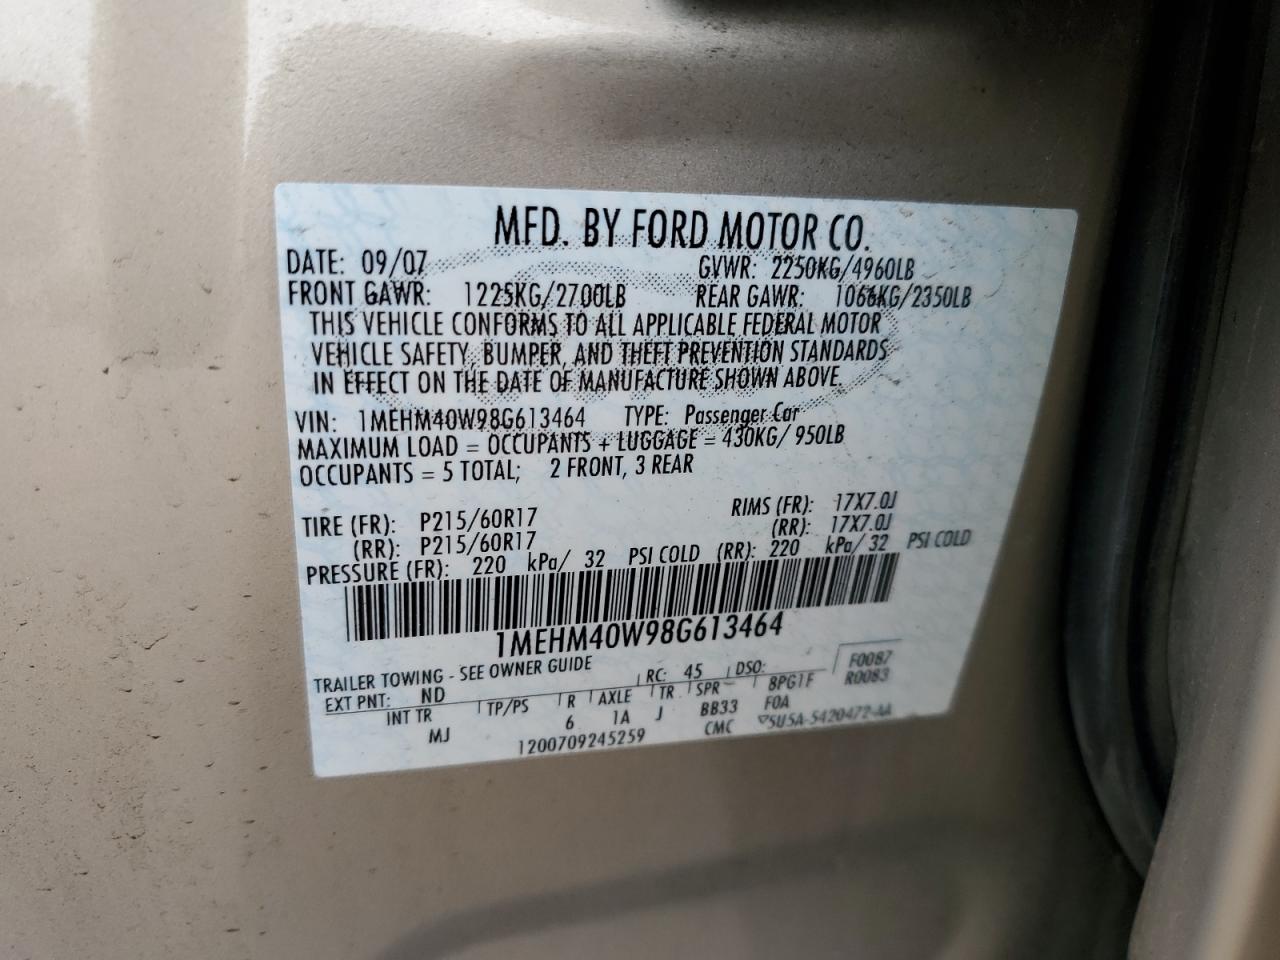 MFD. BY FORD MOTOR CO.
DATE: 09/07 GVWR: 2250KG/4960LB
FRONT GAWR: 1225KG/2700LB REAR GAWR: 1066KG/2350LB
THIS VEHICLE CONFORMS TO ALL APPLICABLE FEDERAL MOTOR
VEHICLE SAFETY, BUMPER, AND THEFT PREVENTION STANDARDS
IN EFFECT ON THE DATE OF MANUFACTURE SHOWN ABOVE.
VIN: 1MEHM40W98G613464 TYPE: Passenger Car
MAXIMUM LOAD = OCCUPANTS + LUGGAGE = 430KG/ 950LB
OCCUPANTS = 5 TOTAL; 2 FRONT, 3 REAR
TIRE (FR): P215/60R17 RIMS (FR): 17X7.0J
(RR): P215/60R17 (RR): 17X7.0J
PRESSURE (FR): 220 kPa/ 32 PSI COLD (RR): 220 kPa/ 32 PSI COLD
1MEHM40W98G613464
TRAILER TOWING - SEE OWNER GUIDE F0087
EXT PNT: ND RC: 45 DSO: R0083
INT TR TP/PS R AXLE TR SPR 8PG1F
MJ 6 1A J BB33 FOA
1200709245259 CMC 5U5A-5420472-AA